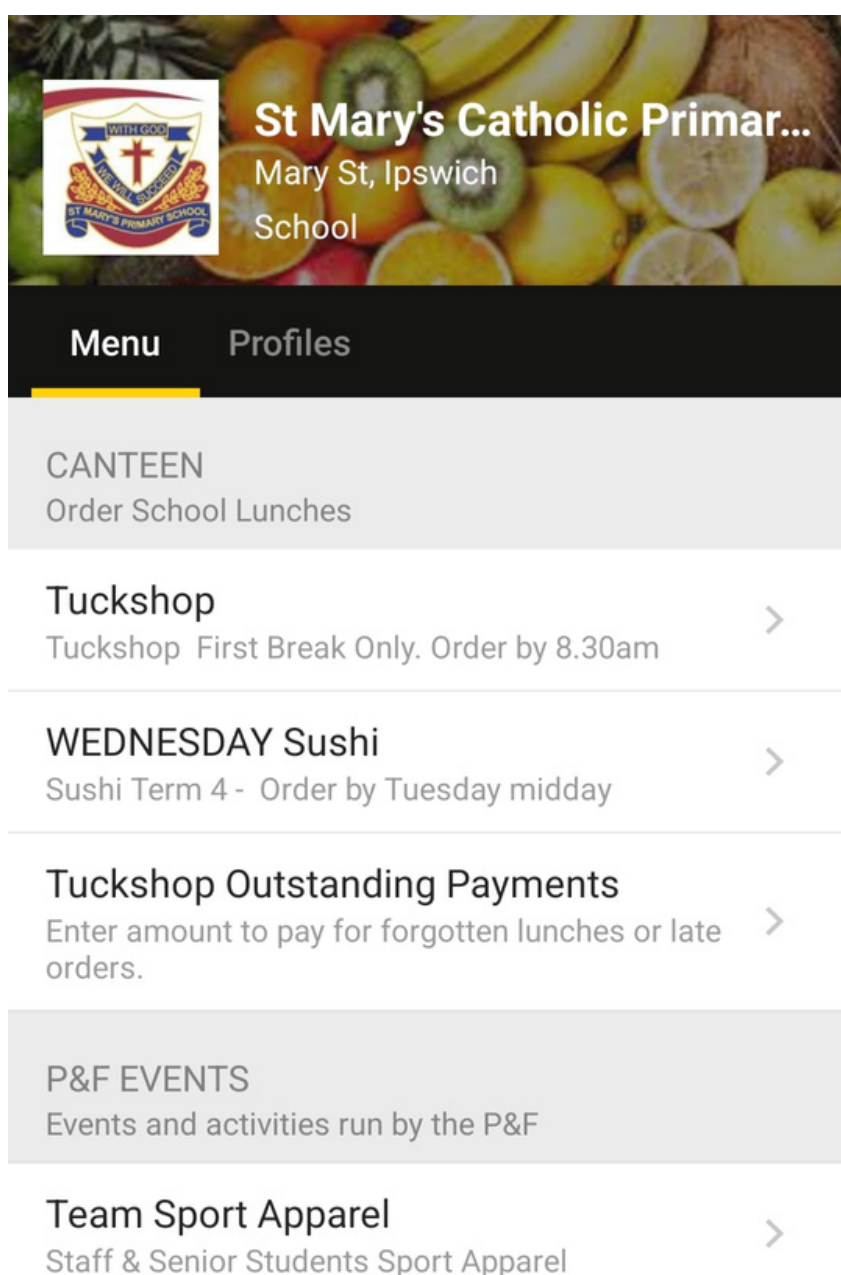 WITH GOD
WE WILL SUCCEED
ST MARY'S PRIMARY SCHOOL
St Mary's Catholic Primar...
Mary St, Ipswich
School
Menu Profiles
CANTEEN
Order School Lunches
Tuckshop
Tuckshop First Break Only. Order by 8.30am
WEDNESDAY Sushi
Sushi Term 4 - Order by Tuesday midday
Tuckshop Outstanding Payments
Enter amount to pay for forgotten lunches or late
orders.
P&F EVENTS
Events and activities run by the P&F
Team Sport Apparel
Staff & Senior Students Sport Apparel